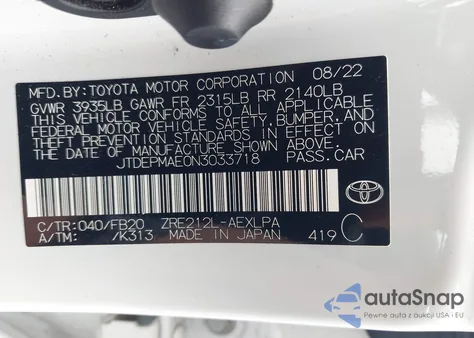 MFD.BY:TOYOTA MOTOR CORPORATION 08/22
GVWR 3935LB GAWR FR 2315LB RR 2140LB
THIS VEHICLE CONFORMS TO ALL APPLICABLE
FEDERAL MOTOR VEHICLE SAFETY, BUMPER, AND
THEFT PREVENTION STANDARDS IN EFFECT ON
THE DATE OF MANUFACTURE SHOWN ABOVE.
JTDEPMAE0N3033718 PASS.CAR
C/TR:040/FB20 ZRE212L-AEXLPA
A/TM: /K313 MADE IN JAPAN 419 C
TOYOTA
autoSnap
Pewne auta z aukcji USA i EU